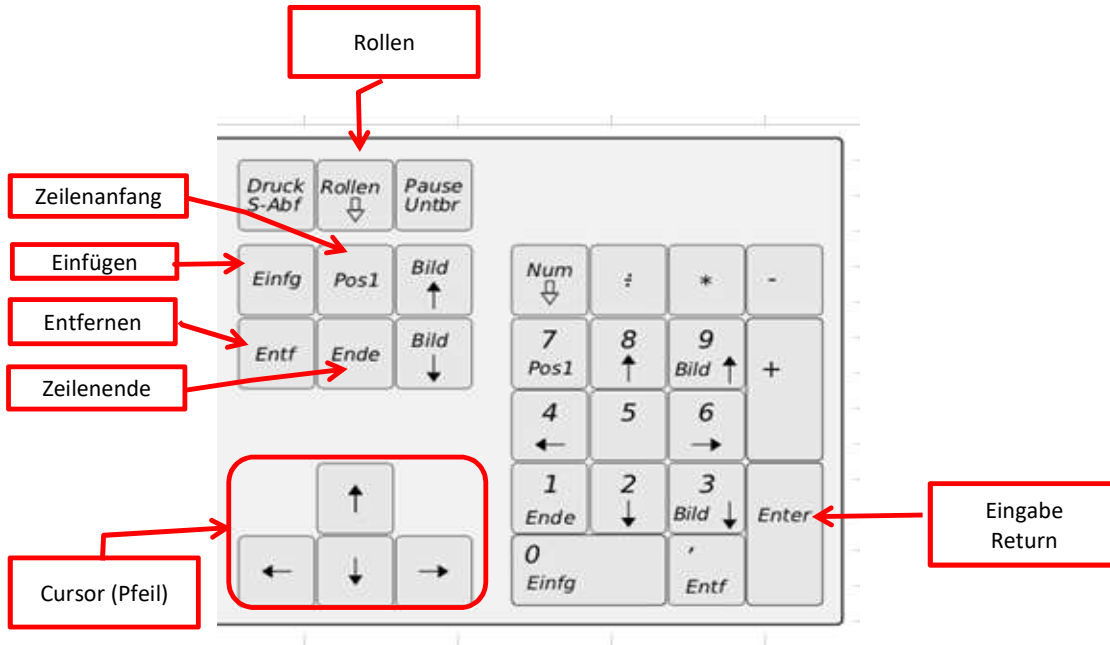 Rollen
Druck Rollen Pause
S-Abf Untbr
Zeilenanfang
Einfügen
Einfg Pos1 Bild
Num ÷ * -
Entfernen
Entf Ende Bild
7 8 9
Pos1 Bild +
Zeilenende
4 5 6
1 2 3
Ende Bild Enter
Eingabe
Return
0 ,
Einfg Entf
Cursor (Pfeil)